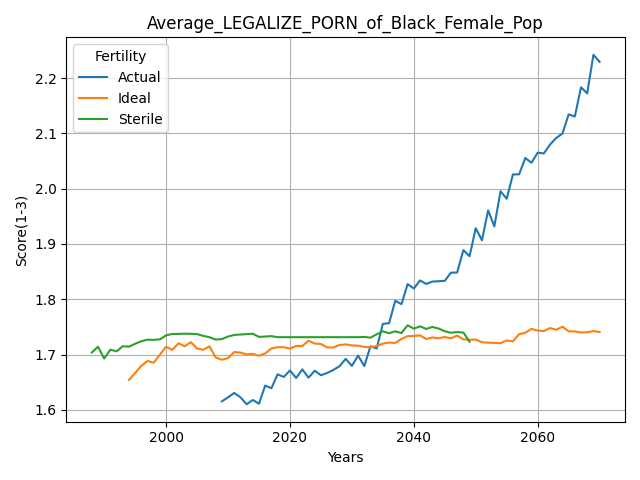 Average_LEGALIZE_PORN_of_Black_Female_Pop
Fertility
Actual
Ideal
Sterile
Score(1-3)
2.2
2.1
2.0
1.9
1.8
1.7
1.6
2000
2020
2040
2060
Years